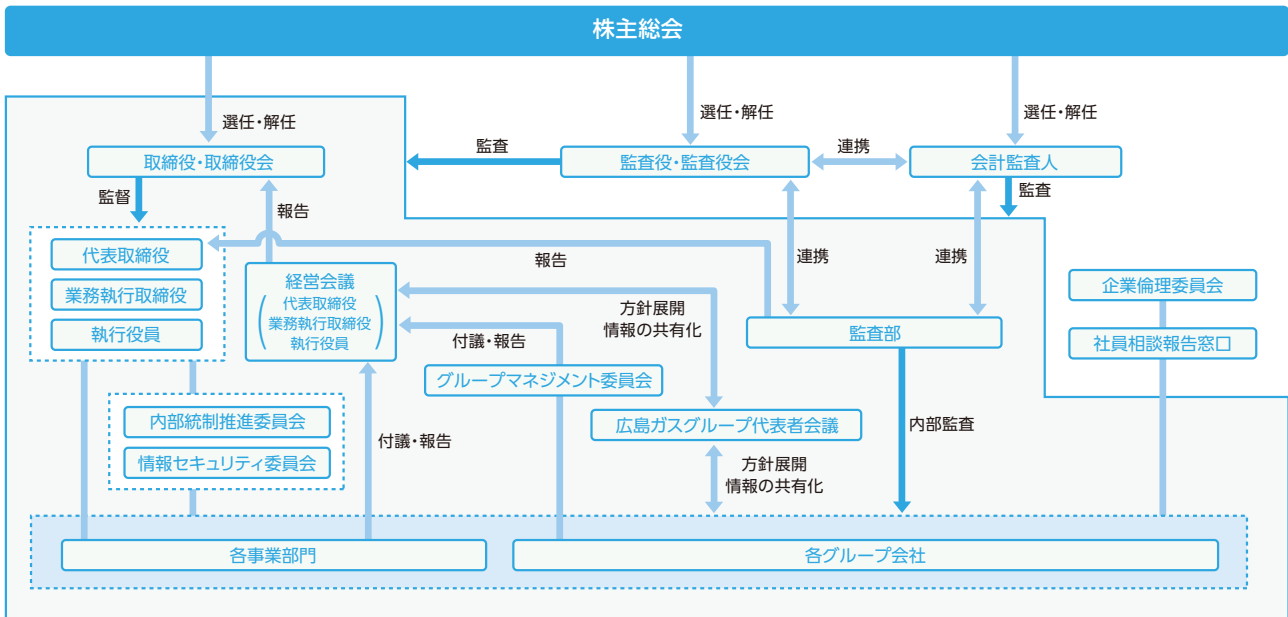 株主総会
選任・解任
選任・解任
選任・解任
取締役・取締役会
監査
監査役・監査役会
連携
会計監査人
監督
報告
監査
代表取締役
業務執行取締役
執行役員
経営会議
代表取締役
業務執行取締役
執行役員
報告
連携
連携
方針展開
情報の共有化
付議・報告
監査部
企業倫理委員会
社員相談報告窓口
グループマネジメント委員会
内部統制推進委員会
情報セキュリティ委員会
付議・報告
広島ガスグループ代表者会議
内部監査
方針展開
情報の共有化
各事業部門
各グループ会社